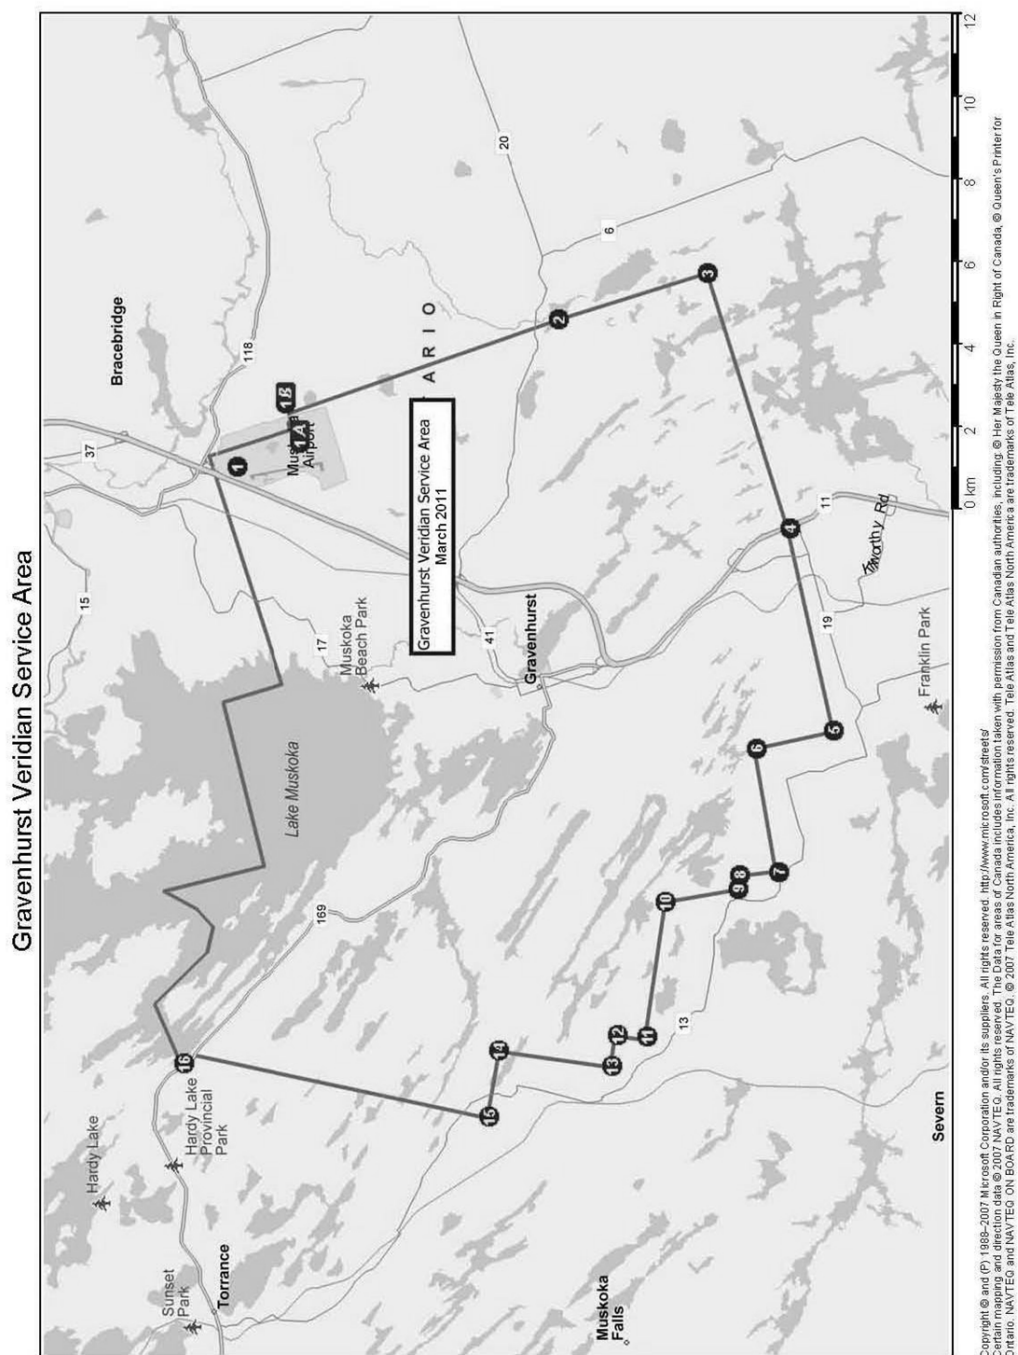 Gravenhurst Veridian Service Area
Bracebridge
37
118
15
20
6
1
1A
1B
Airport
ARIO
2
3
17
Muskoka
Beach Park
Gravenhurst Veridian Service Area
March 2011
41
Gravenhurst
Lake Muskoka
4
11
19
Franklin Park
5
6
7
8
9
10
169
11
12
13
13
14
15
16
Hardy Lake
Hardy Lake
Provincial
Park
Sunset
Park
Torrance
Muskoka
Falls
Severn
0 km
2
4
6
8
10
12
Copyright © and (P) 1988–2007 Microsoft Corporation and/or its suppliers. All rights reserved. http://www.microsoft.com/streets/
Certain mapping and direction data © 2007 NAVTEQ. All rights reserved. The Data for areas of Canada includes information taken with permission from Canadian authorities, including: © Her Majesty the Queen in Right of Canada, © Queen's Printer for
Ontario. NAVTEQ and NAVTEQ ON BOARD are trademarks of NAVTEQ. © 2007 Tele Atlas North America, Inc. All rights reserved. Tele Atlas and Tele Atlas North America are trademarks of Tele Atlas, Inc.